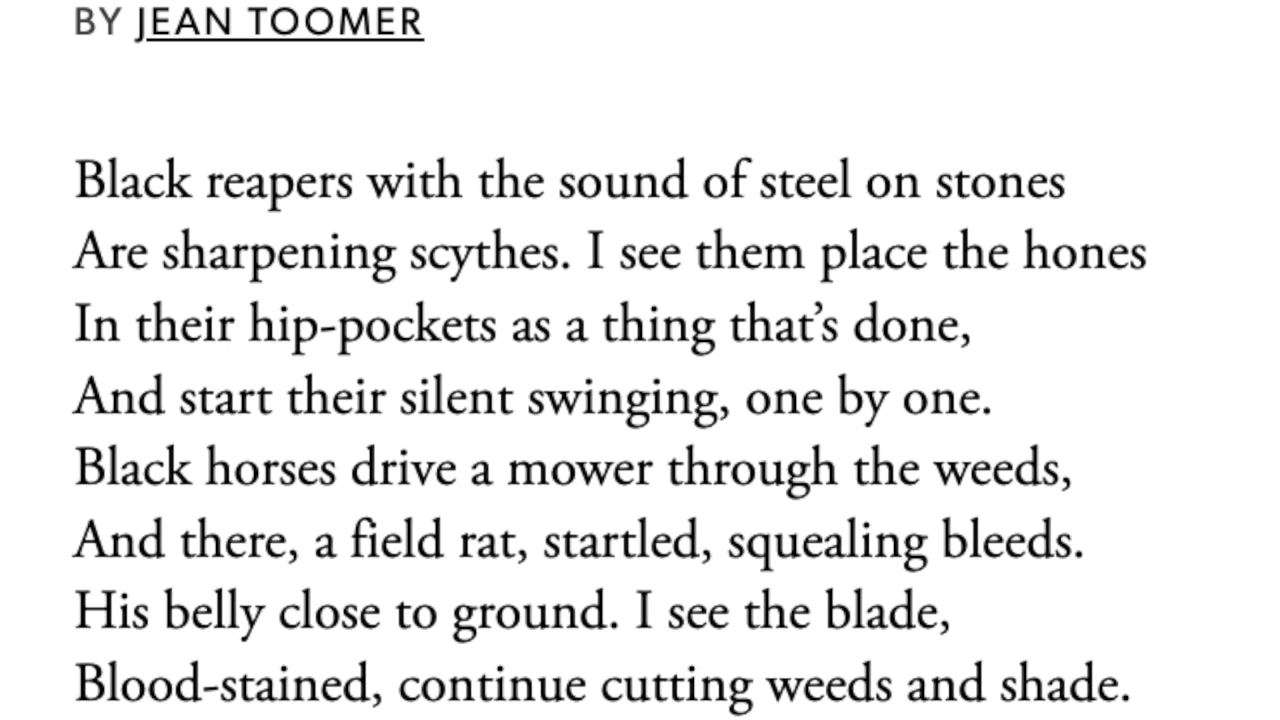 BY JEAN TOOMER
Black reapers with the sound of steel on stones
Are sharpening scythes. I see them place the hones
In their hip-pockets as a thing that’s done,
And start their silent swinging, one by one.
Black horses drive a mower through the weeds,
And there, a field rat, startled, squealing bleeds.
His belly close to ground. I see the blade,
Blood-stained, continue cutting weeds and shade.